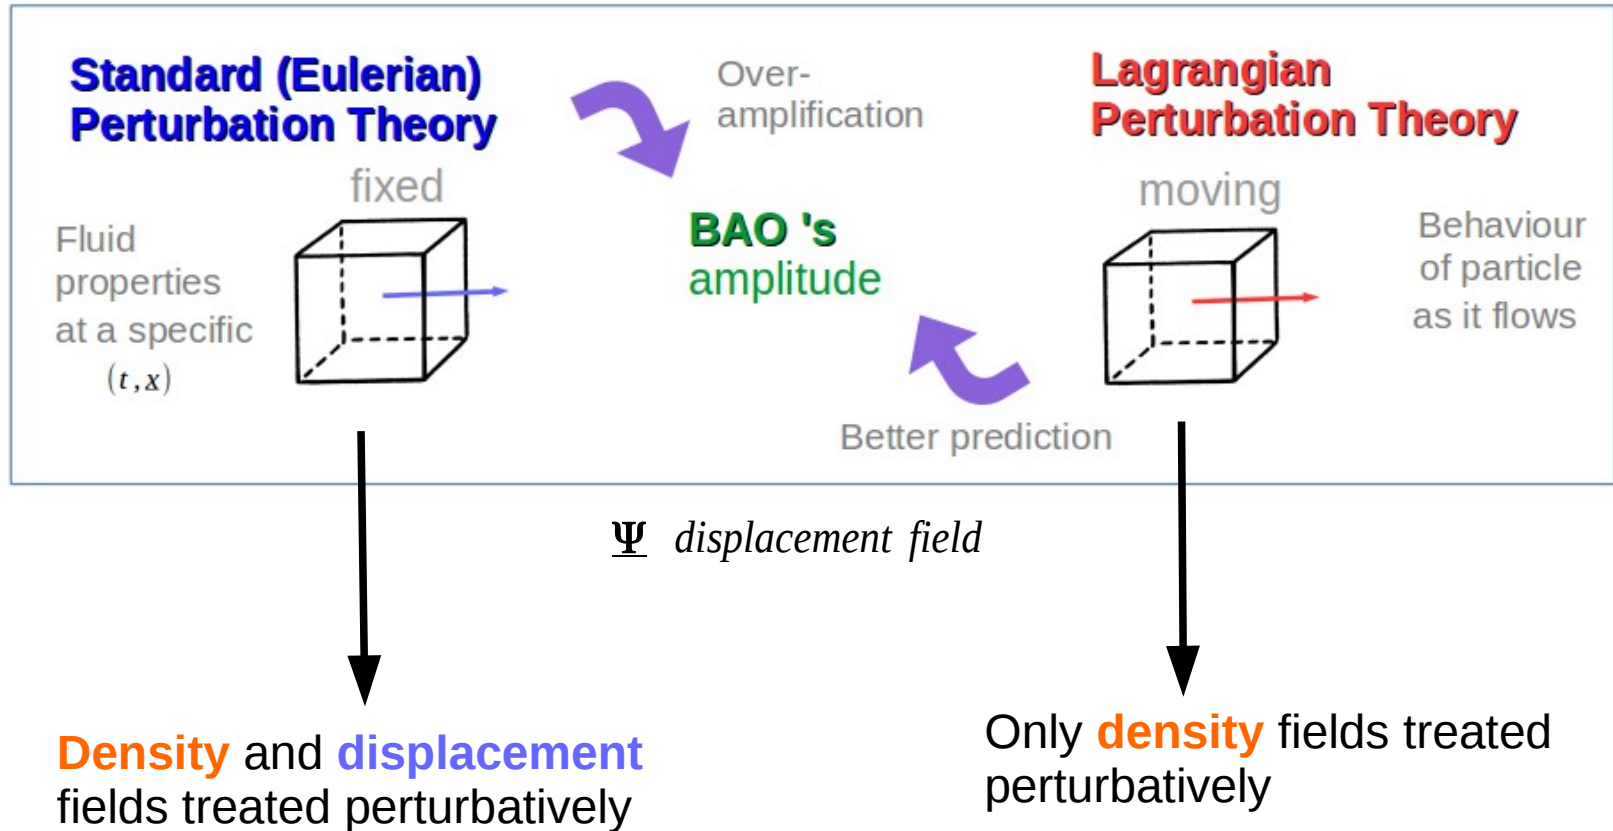 Standard (Eulerian)
Perturbation Theory
fixed
Fluid
properties
at a specific
(t,x)
Over-
amplification
BAO 's
amplitude
Better prediction
Lagrangian
Perturbation Theory
moving
Behaviour
of particle
as it flows
Ψ displacement field
Density and displacement
fields treated perturbatively
Only density fields treated
perturbatively